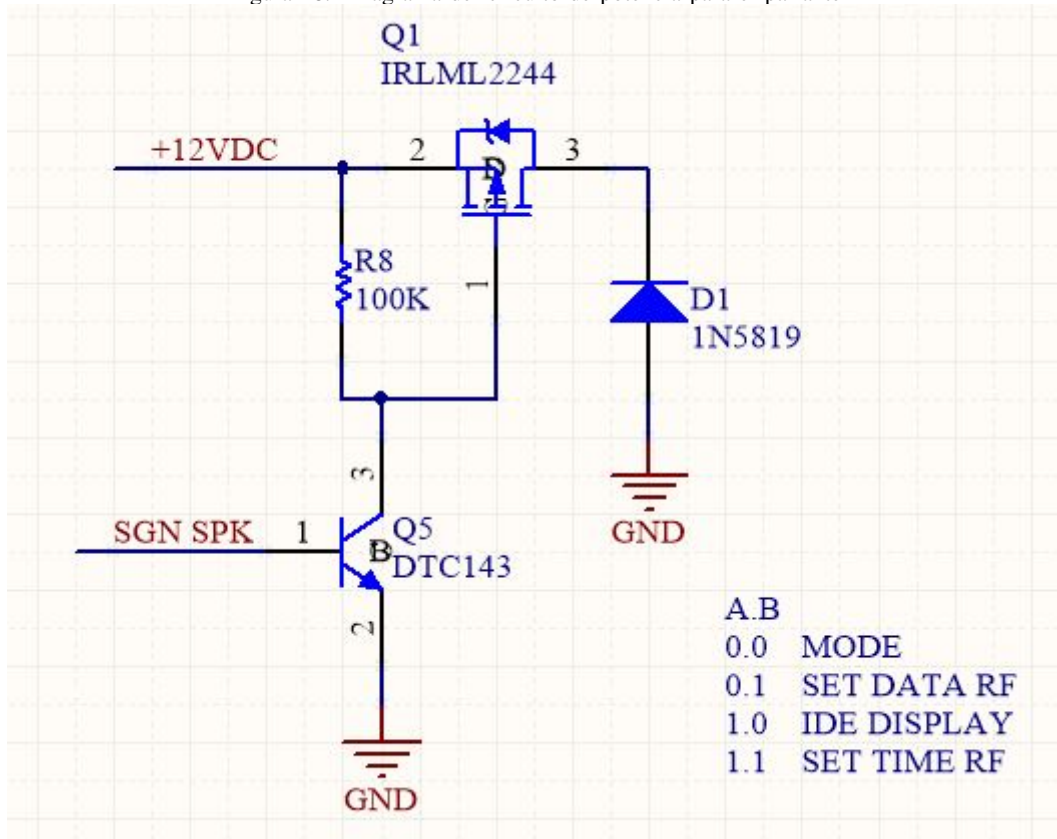 Q1
IRLML2244
+12VDC
2
3
D
G
R8
100K
1
D1
1N5819
3
SGN SPK
1
Q5
B
DTC143
GND
2
A.B
0.0 MODE
0.1 SET DATA RF
1.0 IDE DISPLAY
1.1 SET TIME RF
GND